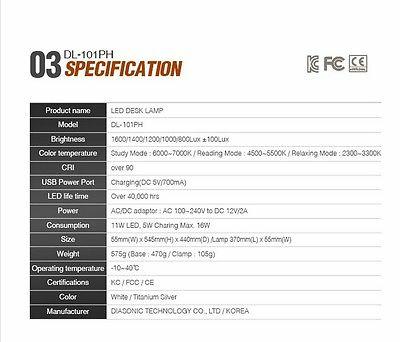 03 DL-101PH
SPECIFICATION
FC CE
Product name LED DESK LAMP
Model DL-101PH
Brightness 1600/1400/1200/1000/800Lux ±100Lux
Color temperature Study Mode : 6000~7000K / Reading Mode : 4500~5500K / Relaxing Mode : 2300~3300K
CRI over 90
USB Power Port Charging(DC 5V/700mA)
LED life time Over 40,000 hrs
Power AC/DC adaptor : AC 100~240V to DC 12V/2A
Consumption 11W LED, 5W Charing Max. 16W
Size 55mm(W) x 545mm(H) x 440mm(D) /Lamp 370mm(L) x 55mm(W)
Weight 575g (Base : 470g / Clamp : 105g)
Operating temperature -10~40℃
Certifications KC / FCC / CE
Color White / Titanium Silver
Manufacturer DIASONIC TECHNOLOGY CO., LTD / KOREA